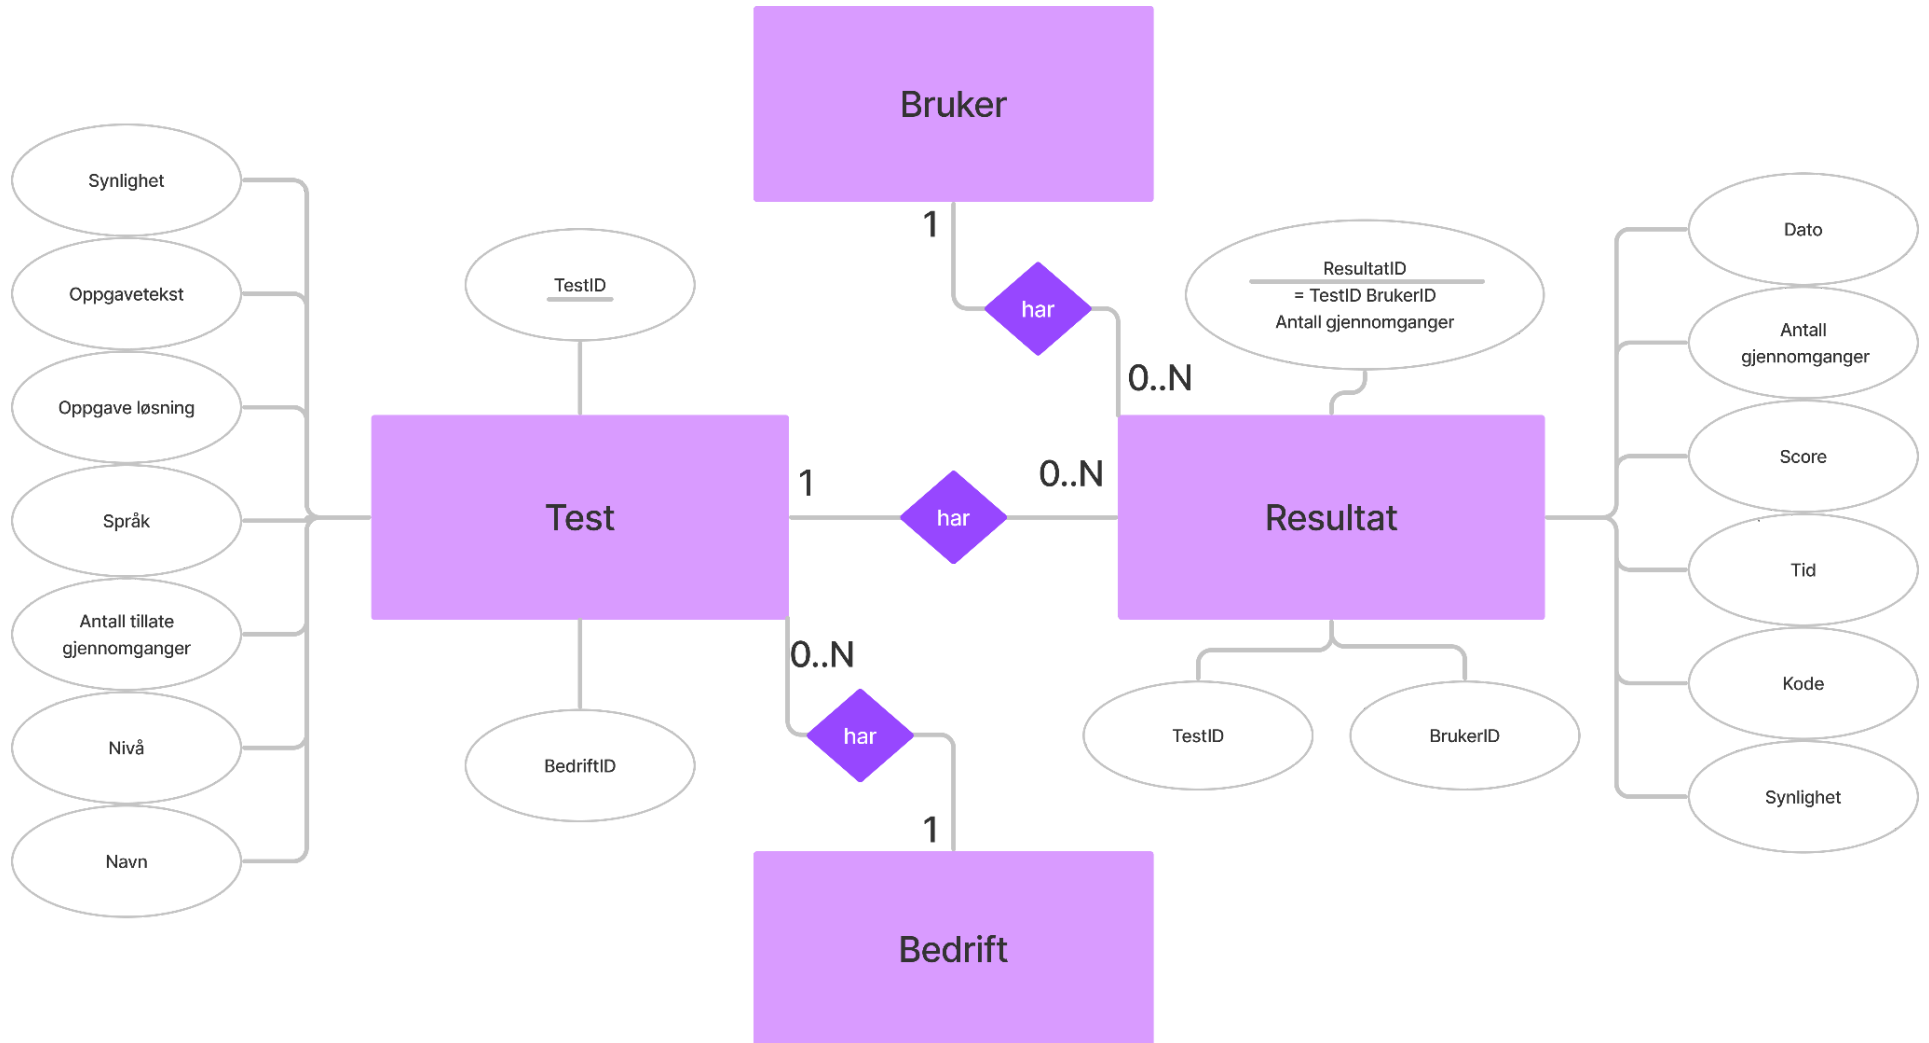 Bruker
1
har
0..N
Synlighet
Oppgavetekst
Oppgave løsning
Språk
Antall tillate
gjennomganger
Nivå
Navn
TestID
Test
BedriftID
1
har
0..N
ResultatID
= TestID BrukerID
Antall gjennomganger
Resultat
TestID
BrukerID
Dato
Antall
gjennomganger
Score
Tid
Kode
Synlighet
0..N
har
1
Bedrift